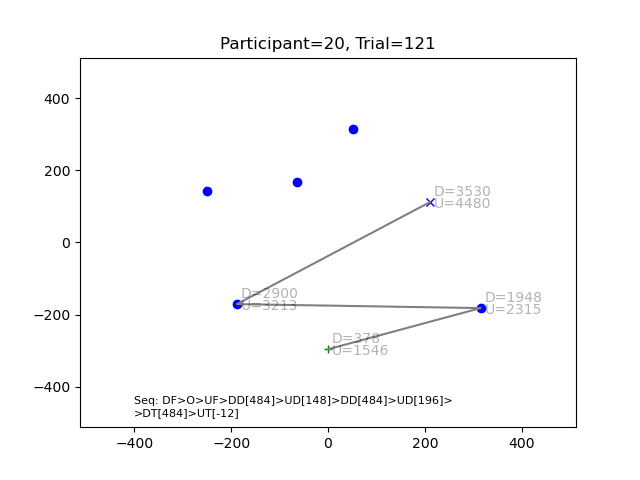 Participant=20, Trial=121
400
200
0
−200
−400
D=3530
U=4480
D=2900
U=3213
D=1948
U=2315
D=378
U=1546
Seq: DF>O>UF>DD[484]>UD[148]>DD[484]>UD[196]>
>DT[484]>UT[-12]
−400 −200 0 200 400